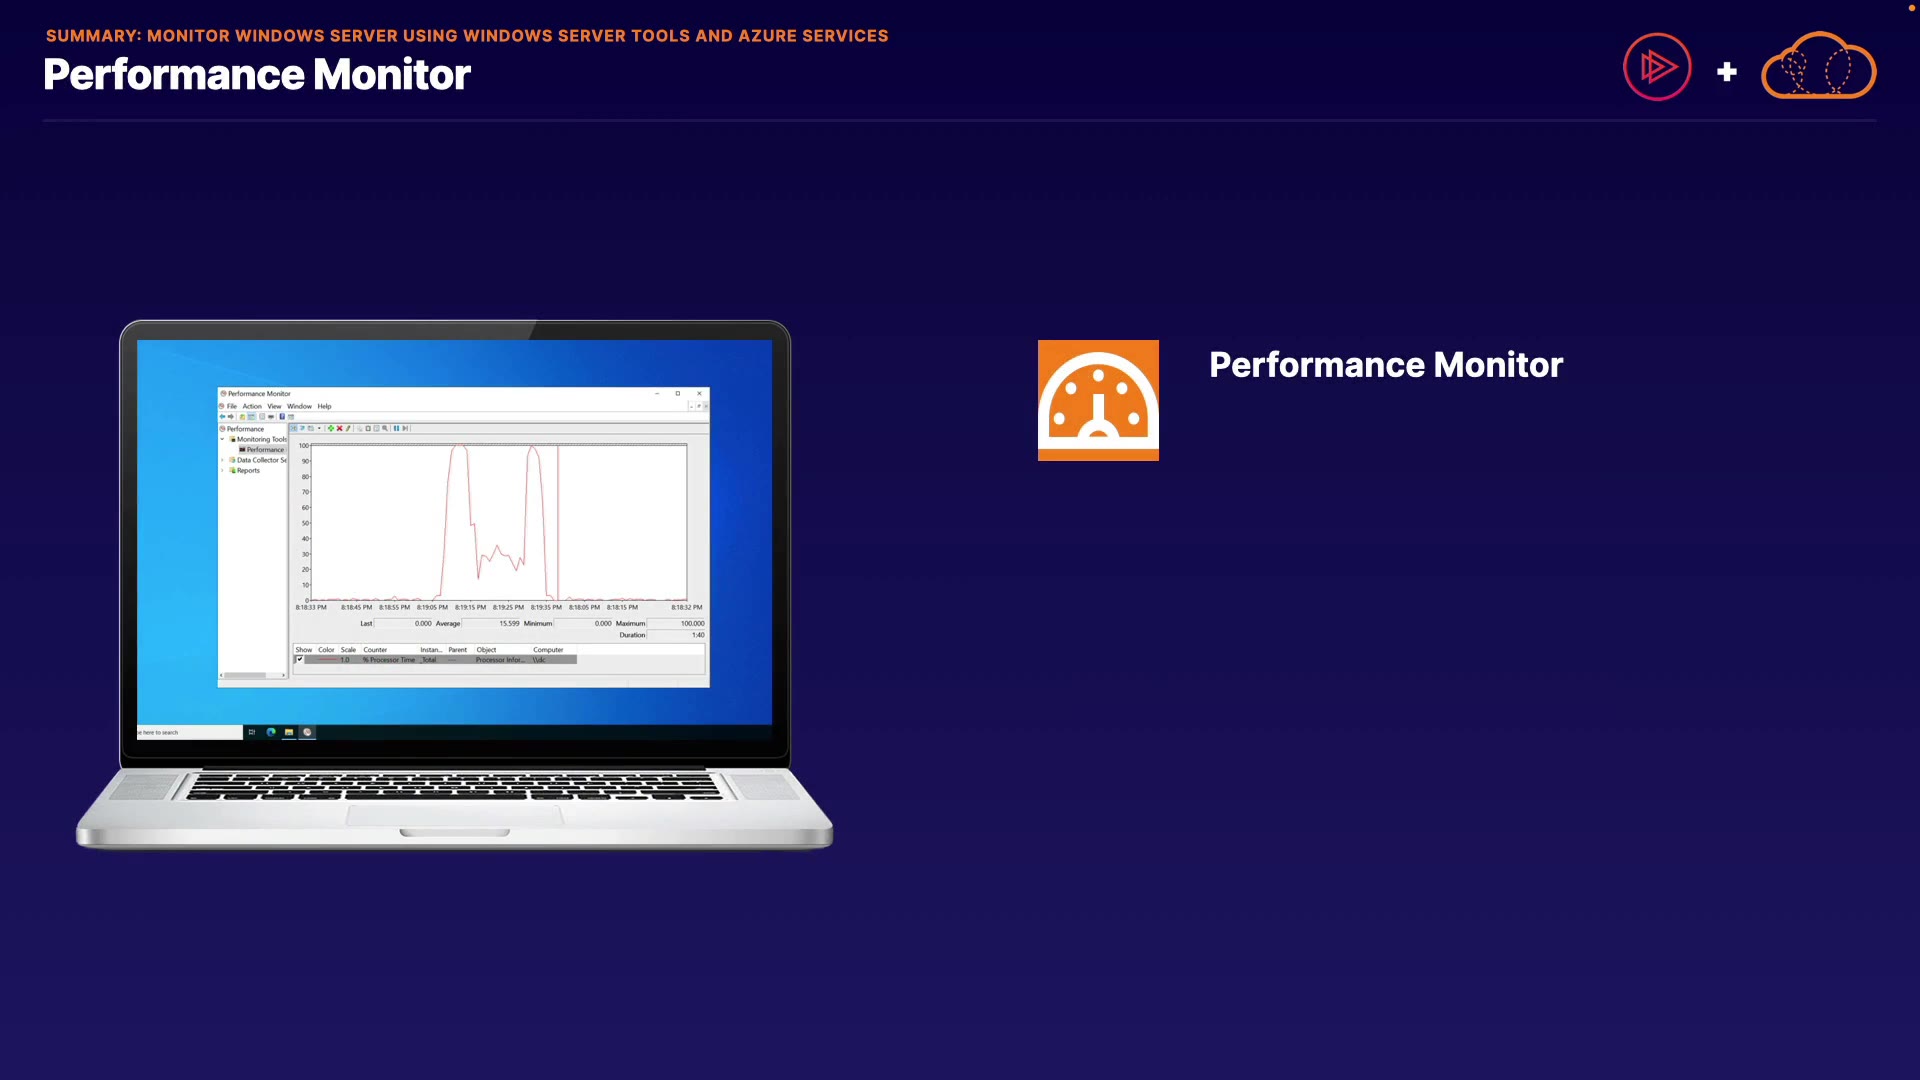 SUMMARY: MONITOR WINDOWS SERVER USING WINDOWS SERVER TOOLS AND AZURE SERVICES
Performance Monitor
Performance Monitor
File Action View Window Help
Performance
Monitoring Tools
Performance
Data Collector Se
Reports
100
90
80
70
60
50
40
30
20
10
0
8:18:33 PM 8:18:45 PM 8:18:55 PM 8:19:05 PM 8:19:15 PM 8:19:25 PM 8:19:35 PM 8:18:05 PM 8:18:15 PM 8:18:32 PM
Last 0.000 Average 15.599 Minimum 0.000 Maximum 100.000
Duration 1:40
Show Color Scale Counter Instan... Parent Object Computer
1.0 % Processor Time _Total --- Processor Infor... \\dc
e here to search
Performance Monitor